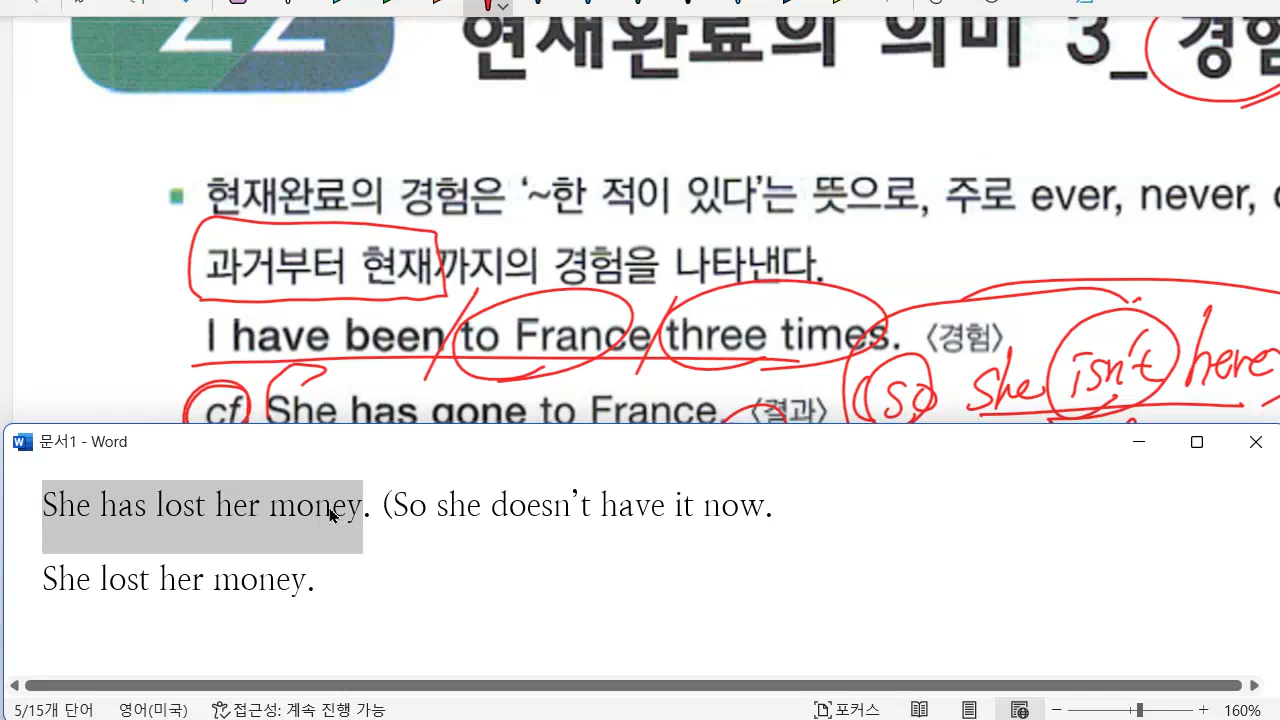 22 현재완료의 의미 3_ 경험
현재완료의 경험은 ‘~한 적이 있다’는 뜻으로, 주로 ever, never,
과거부터 현재까지의 경험을 나타낸다.
I have been to France three times. 〈경험〉
so she isn't here
cf She has gone to France. 〈결과〉
문서1 - Word
She has lost her money. (So she doesn’t have it now.
She lost her money.
5/15개 단어 영어(미국) 접근성: 계속 진행 가능 포커스 160%